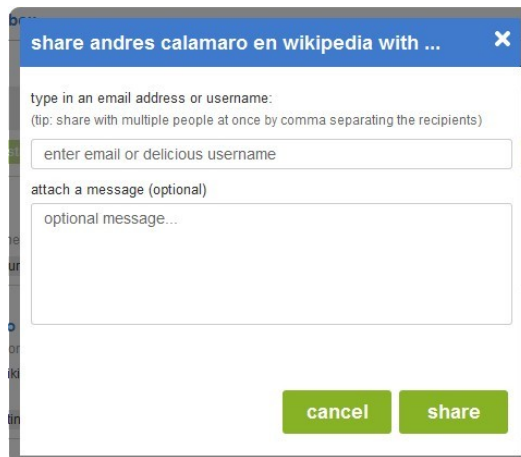 share andres calamaro en wikipedia with ...
type in an email address or username:
(tip: share with multiple people at once by comma separating the recipients)
enter email or delicious username
attach a message (optional)
optional message...
cancel share